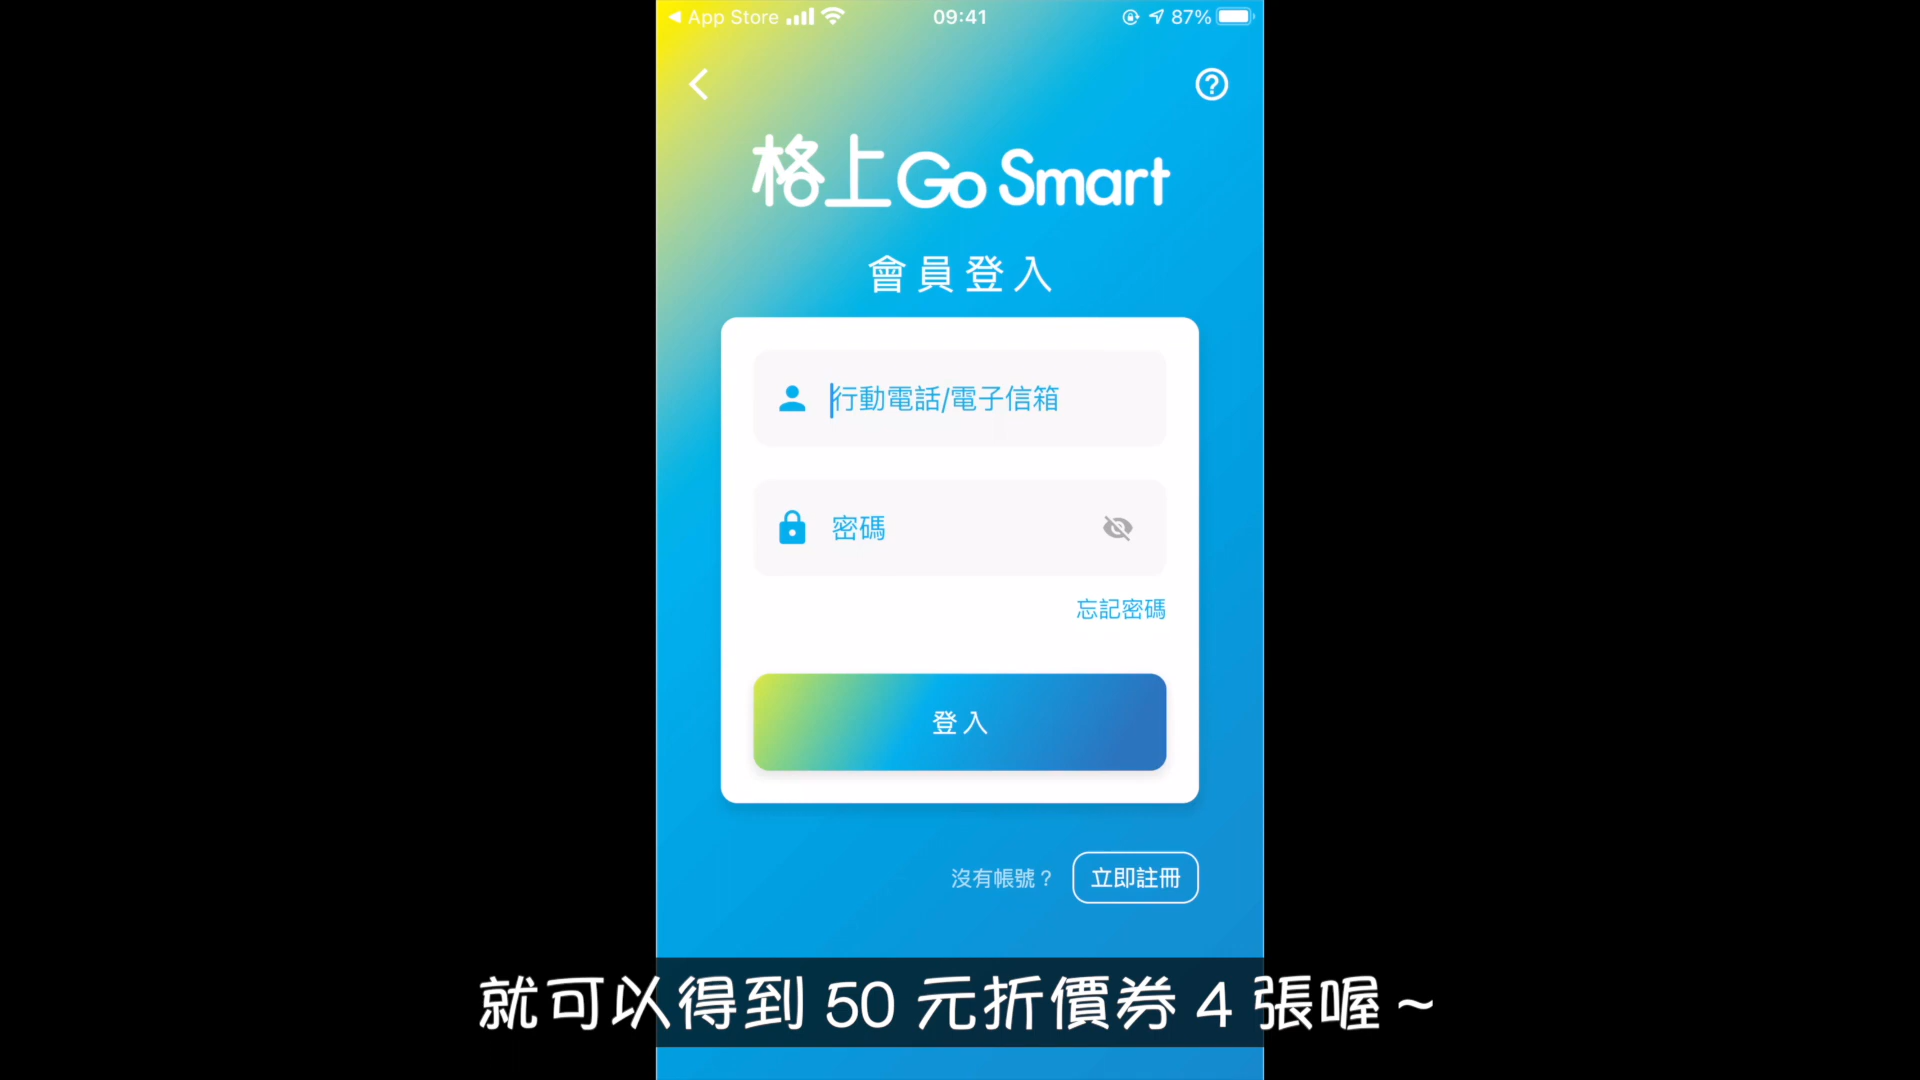 App Store 09:41 87%
格上 Go Smart
會員登入
行動電話/電子信箱
密碼
忘記密碼
登入
沒有帳號？ 立即註冊
就可以得到 50 元折價券 4 張喔~